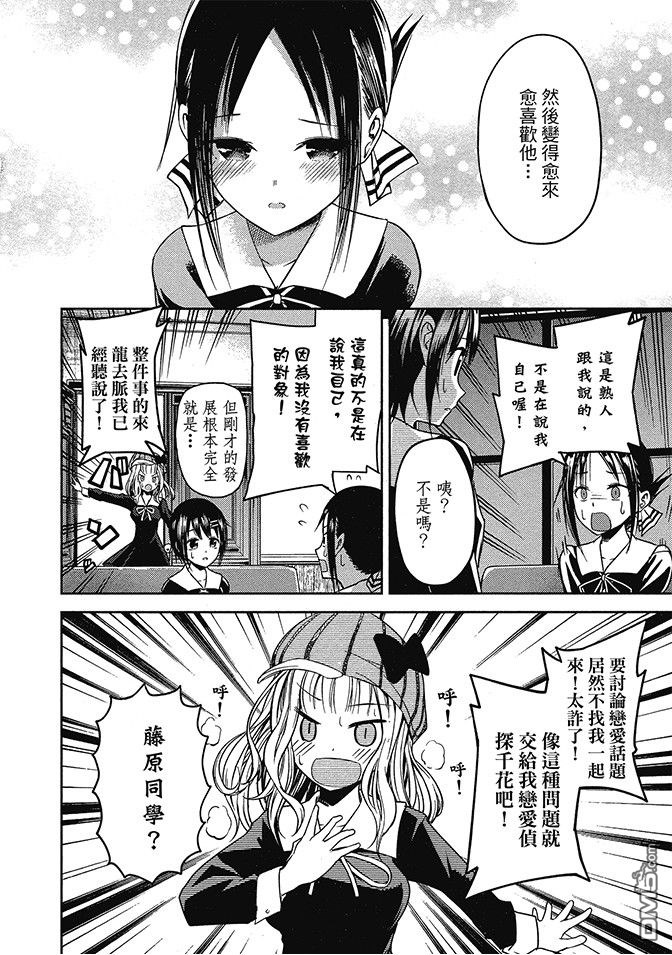 然後變得愈來
愈喜歡他…
這是熟人
跟我說的，
不是在說我
自己喔！
咦？
不是嗎？
這真的不是在
說我自己，
因為我沒有喜歡
的對象！
但剛才的發
展根本完全
就是…
整件事的來
龍去脈我已
經聽說了！
要討論戀愛話題
居然不找我一起
來！太詐了！
像這種問題就
交給我戀愛偵
探千花吧！
呼！
呼！
呼！
藤原同學？
DM5.com